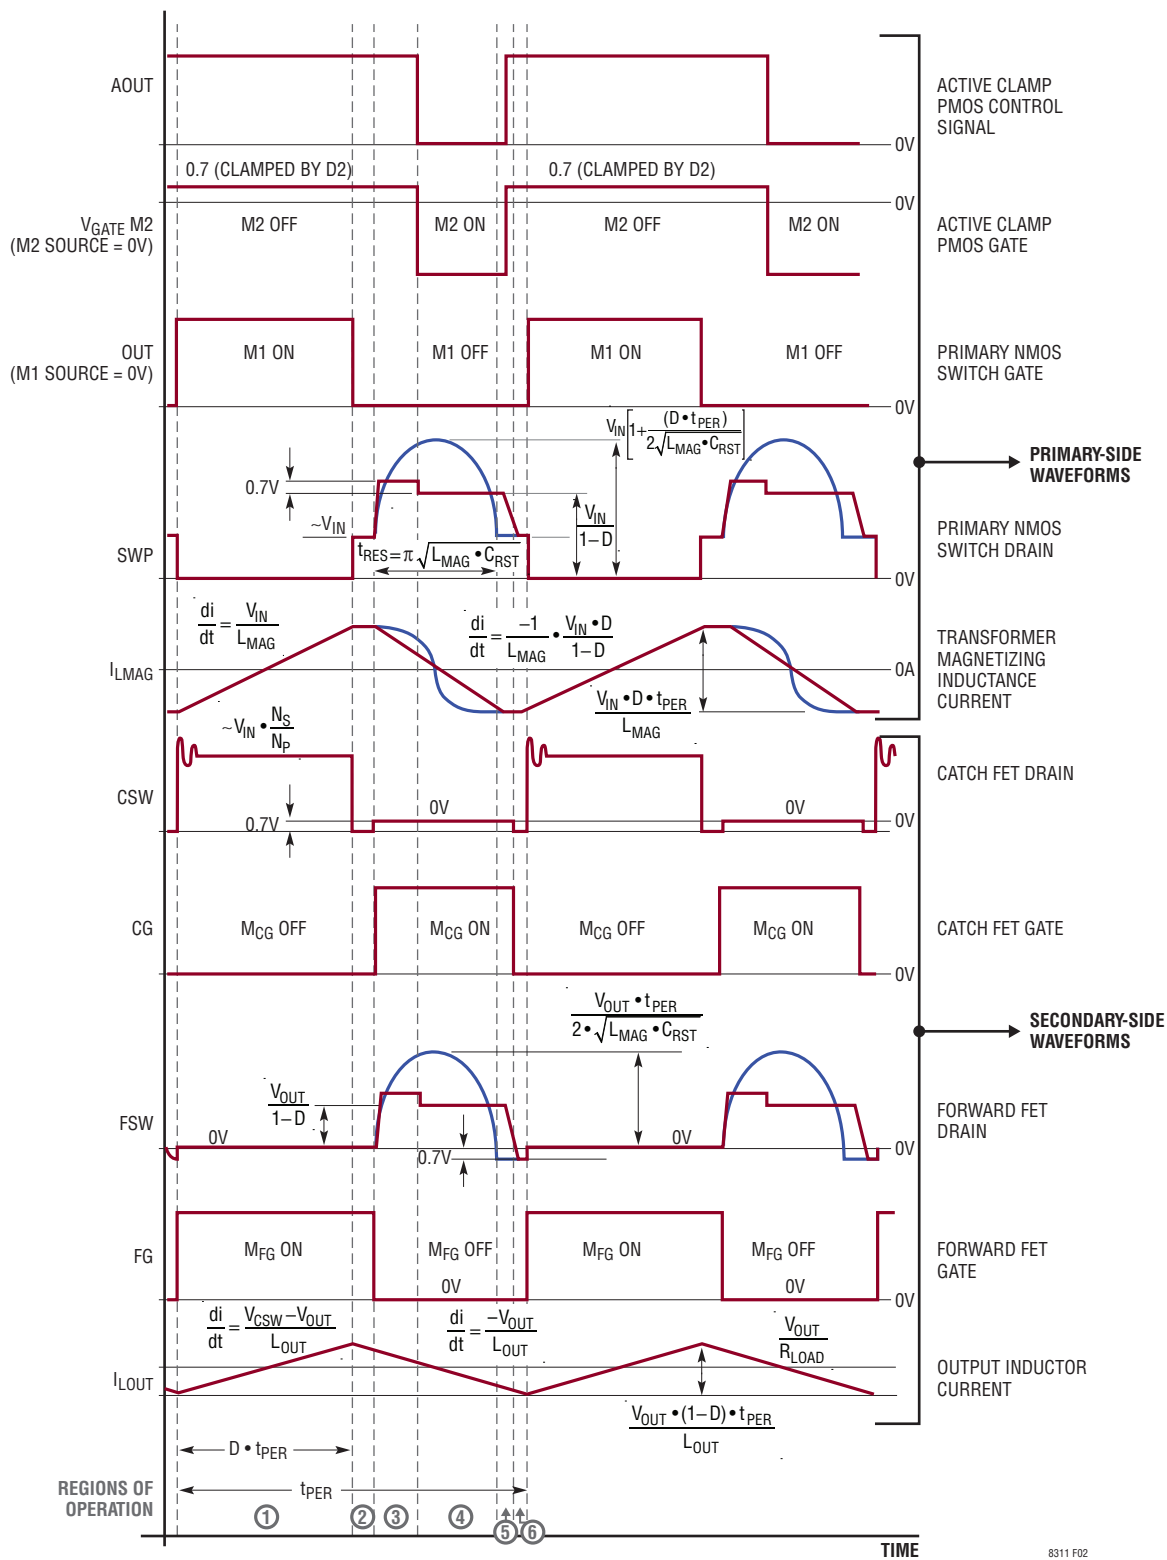 AOUT
ACTIVE CLAMP
PMOS CONTROL
SIGNAL
0V
0.7 (CLAMPED BY D2)
0.7 (CLAMPED BY D2)
0V
VGATE M2
(M2 SOURCE = 0V)
M2 OFF
M2 ON
M2 OFF
M2 ON
ACTIVE CLAMP
PMOS GATE
OUT
(M1 SOURCE = 0V)
M1 ON
M1 OFF
M1 ON
M1 OFF
PRIMARY NMOS
SWITCH GATE
0V
VIN[1+(D•tPER)/2√LMAG•CRST]
PRIMARY-SIDE
WAVEFORMS
0.7V
~VIN
VIN/1–D
SWP
tRES=π√LMAG•CRST
PRIMARY NMOS
SWITCH DRAIN
0V
di/dt=VIN/LMAG
di/dt=–1/LMAG•VIN•D/1–D
ILMAG
TRANSFORMER
MAGNETIZING
INDUCTANCE
CURRENT
0A
VIN•D•tPER/LMAG
~VIN•NS/NP
CSW
0.7V
0V
0V
CATCH FET DRAIN
0V
CG
MCG OFF
MCG ON
MCG OFF
MCG ON
CATCH FET GATE
0V
VOUT•tPER/2•√LMAG•CRST
SECONDARY-SIDE
WAVEFORMS
VOUT/1–D
FSW
0V
0.7V
0V
FORWARD FET
DRAIN
0V
FG
MFG ON
MFG OFF
MFG ON
MFG OFF
0V
0V
FORWARD FET
GATE
0V
di/dt=VCSW–VOUT/LOUT
di/dt=–VOUT/LOUT
VOUT/RLOAD
ILOUT
OUTPUT INDUCTOR
CURRENT
VOUT•(1–D)•tPER/LOUT
D•tPER
tPER
REGIONS OF
OPERATION
1 2 3 4 5 6
TIME
8311 F02